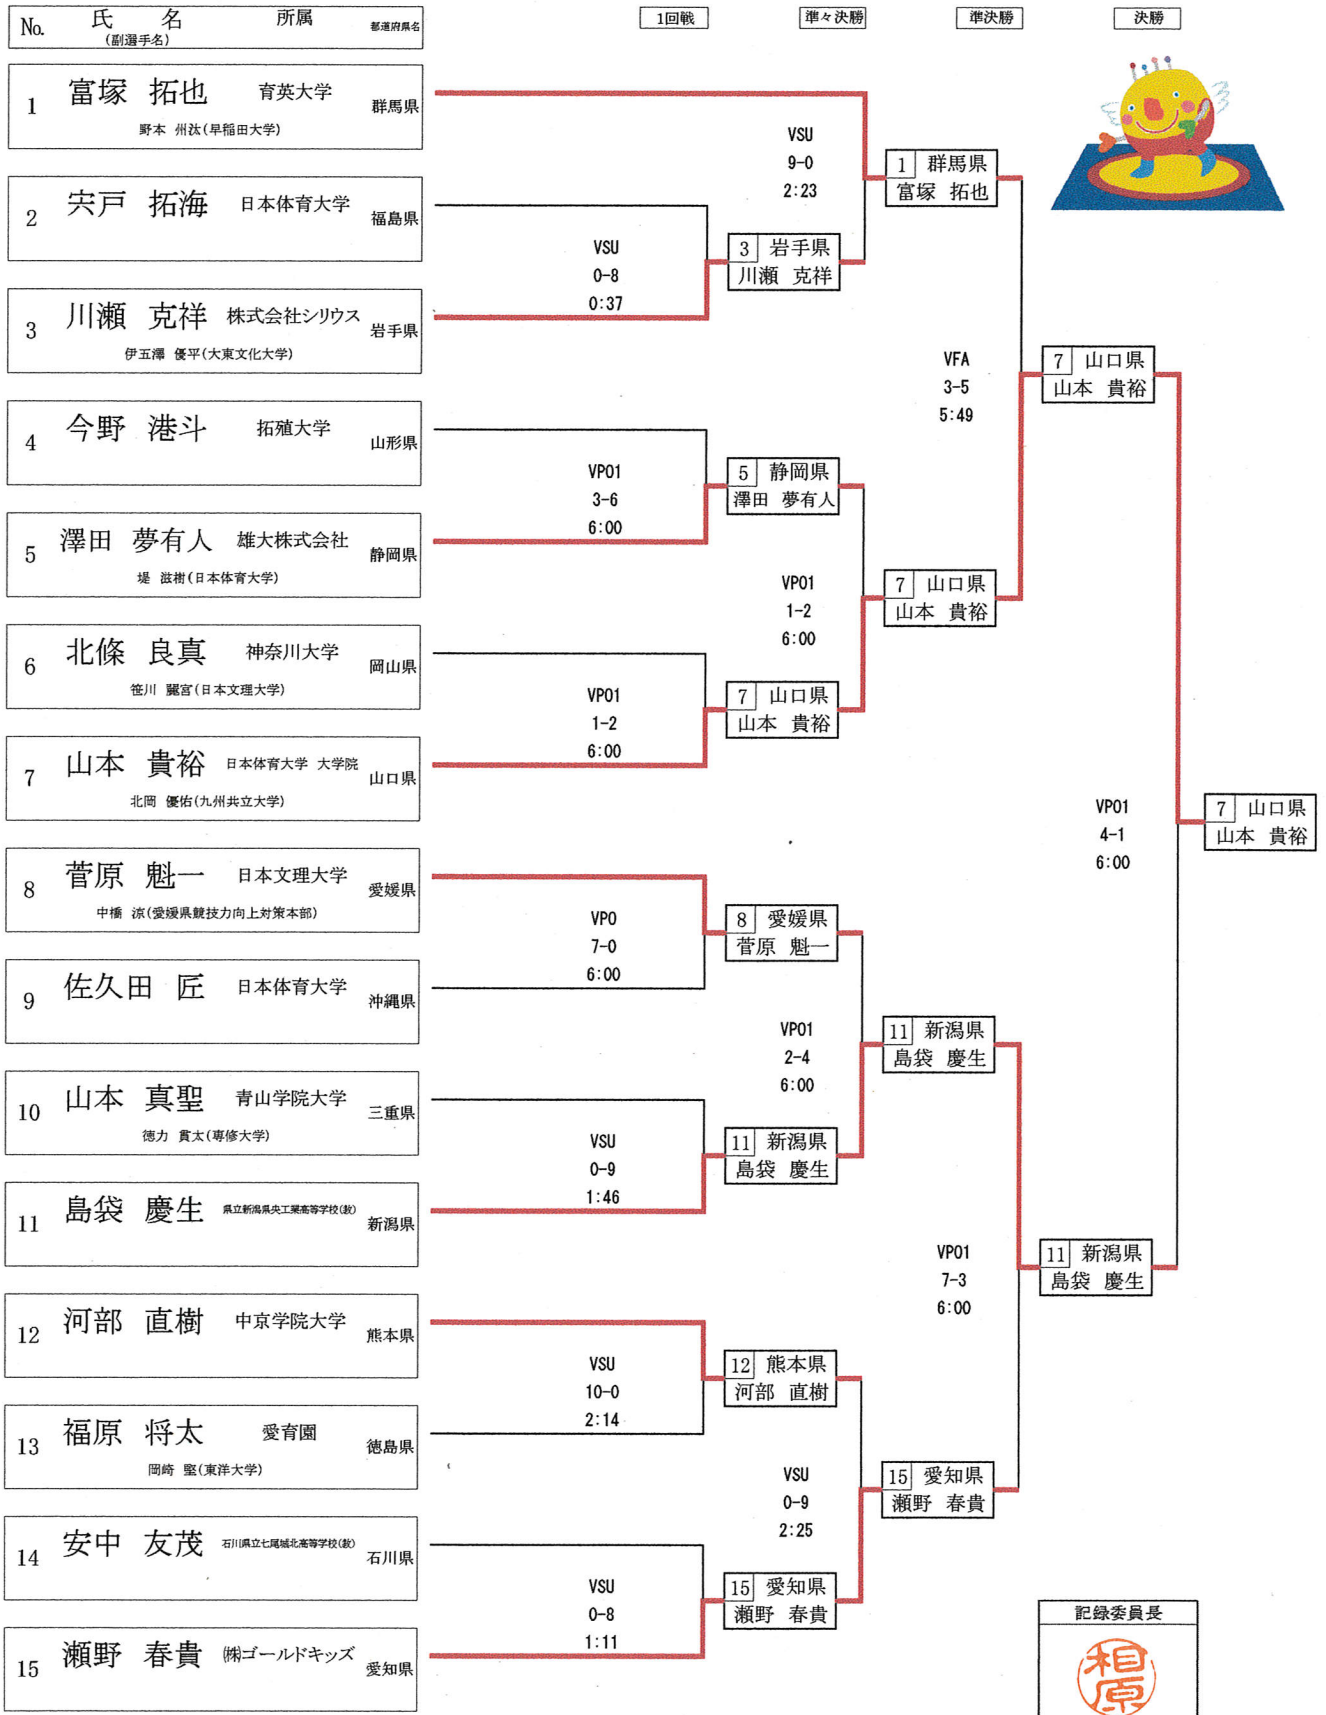 No. 氏 名 所属 都道府県名
(副選手名)
1回戦 準々決勝 準決勝 決勝
1 富塚 拓也 育英大学 群馬県
野本 州汰(早稲田大学)
2 宍戸 拓海 日本体育大学 福島県
3 川瀬 克祥 株式会社シリウス 岩手県
伊五澤 優平(大東文化大学)
4 今野 港斗 拓殖大学 山形県
5 澤田 夢有人 雄大株式会社 静岡県
堤 滋樹(日本体育大学)
6 北條 良真 神奈川大学 岡山県
笹川 麗宮(日本文理大学)
7 山本 貴裕 日本体育大学 大学院 山口県
北岡 優佑(九州共立大学)
8 菅原 魁一 日本文理大学 愛媛県
中橋 涼(愛媛県競技力向上対策本部)
9 佐久田 匠 日本体育大学 沖縄県
10 山本 真聖 青山学院大学 三重県
徳力 貫太(専修大学)
11 島袋 慶生 県立新潟県央工業高等学校(教) 新潟県
12 河部 直樹 中京学院大学 熊本県
13 福原 将太 愛育園 徳島県
岡崎 堅(東洋大学)
14 安中 友茂 石川県立七尾城北高等学校(教) 石川県
15 瀬野 春貴 ㈱ゴールドキッズ 愛知県
VSU
0-8
0:37
VPO1
3-6
6:00
VPO1
1-2
6:00
VPO
7-0
6:00
VSU
0-9
1:46
VSU
10-0
2:14
VSU
0-8
1:11
3 岩手県
川瀬 克祥
5 静岡県
澤田 夢有人
7 山口県
山本 貴裕
8 愛媛県
菅原 魁一
11 新潟県
島袋 慶生
12 熊本県
河部 直樹
15 愛知県
瀬野 春貴
VSU
9-0
2:23
VPO1
1-2
6:00
VPO1
2-4
6:00
VSU
0-9
2:25
1 群馬県
富塚 拓也
7 山口県
山本 貴裕
11 新潟県
島袋 慶生
15 愛知県
瀬野 春貴
VFA
3-5
5:49
VPO1
7-3
6:00
7 山口県
山本 貴裕
11 新潟県
島袋 慶生
VPO1
4-1
6:00
7 山口県
山本 貴裕
記録委員長
相原